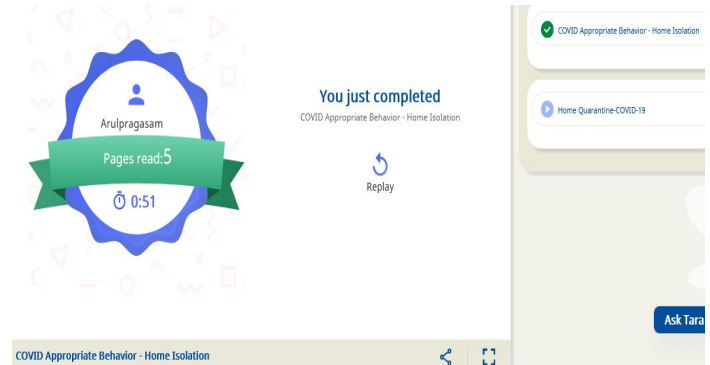 Arulpragasam
Pages read:5
0:51
You just completed
COVID Appropriate Behavior - Home Isolation
Replay
COVID Appropriate Behavior - Home Isolation
COVID Appropriate Behavior - Home Isolation
Home Quarantine-COVID-19
Ask Tara